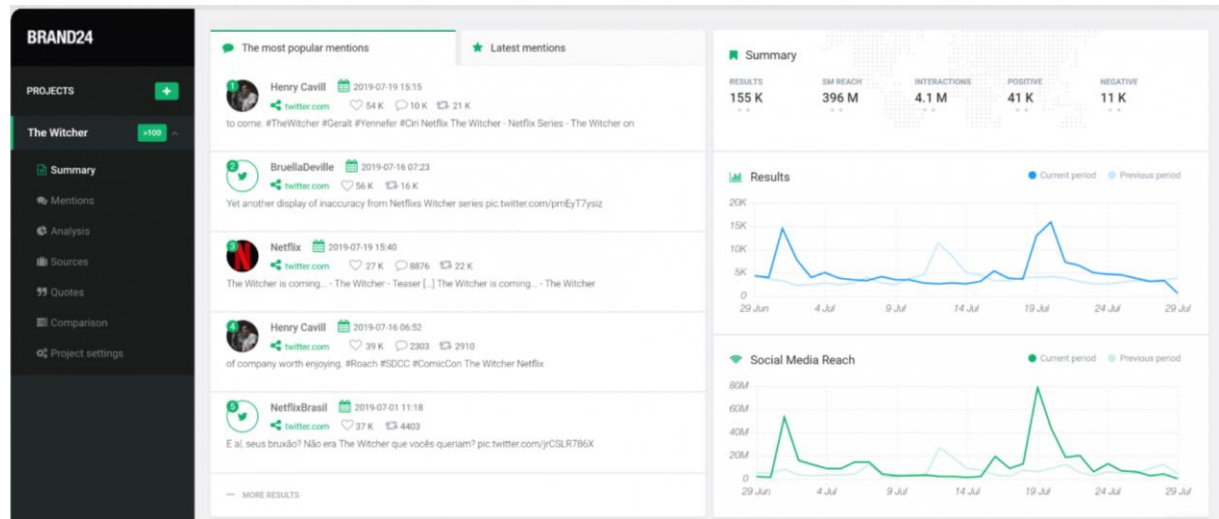 BRAND24
PROJECTS
+
The Witcher
>100
Summary
Mentions
Analysis
Sources
Quotes
Comparison
Project settings
The most popular mentions
Latest mentions
1
Henry Cavill 2019-07-19 15:15
twitter.com 54 K 10 K 21 K
to come. #TheWitcher #Geralt #Yennefer #Ciri Netflix The Witcher - Netflix Series - The Witcher on
2
BruellaDeville 2019-07-16 07:23
twitter.com 56 K 16 K
Yet another display of inaccuracy from Netflixs Witcher series pic.twitter.com/pmEyT7ysiz
3
Netflix 2019-07-19 15:40
twitter.com 27 K 8876 22 K
The Witcher is coming... - The Witcher - Teaser [...] The Witcher is coming... - The Witcher
4
Henry Cavill 2019-07-16 06:52
twitter.com 39 K 2303 2910
of company worth enjoying. #Roach #SDCC #ComicCon The Witcher Netflix
5
NetflixBrasil 2019-07-01 11:18
twitter.com 37 K 4403
E aí, seus bruxão? Não era The Witcher que vocês queriam? pic.twitter.com/jrCSLR786X
MORE RESULTS
Summary
RESULTS SM REACH INTERACTIONS POSITIVE NEGATIVE
155 K 396 M 4.1 M 41 K 11 K
Results
Current period Previous period
20K
15K
10K
5K
0
29 Jun 4 Jul 9 Jul 14 Jul 19 Jul 24 Jul 29 Jul
Social Media Reach
Current period Previous period
80M
60M
40M
20M
0
29 Jun 4 Jul 9 Jul 14 Jul 19 Jul 24 Jul 29 Jul